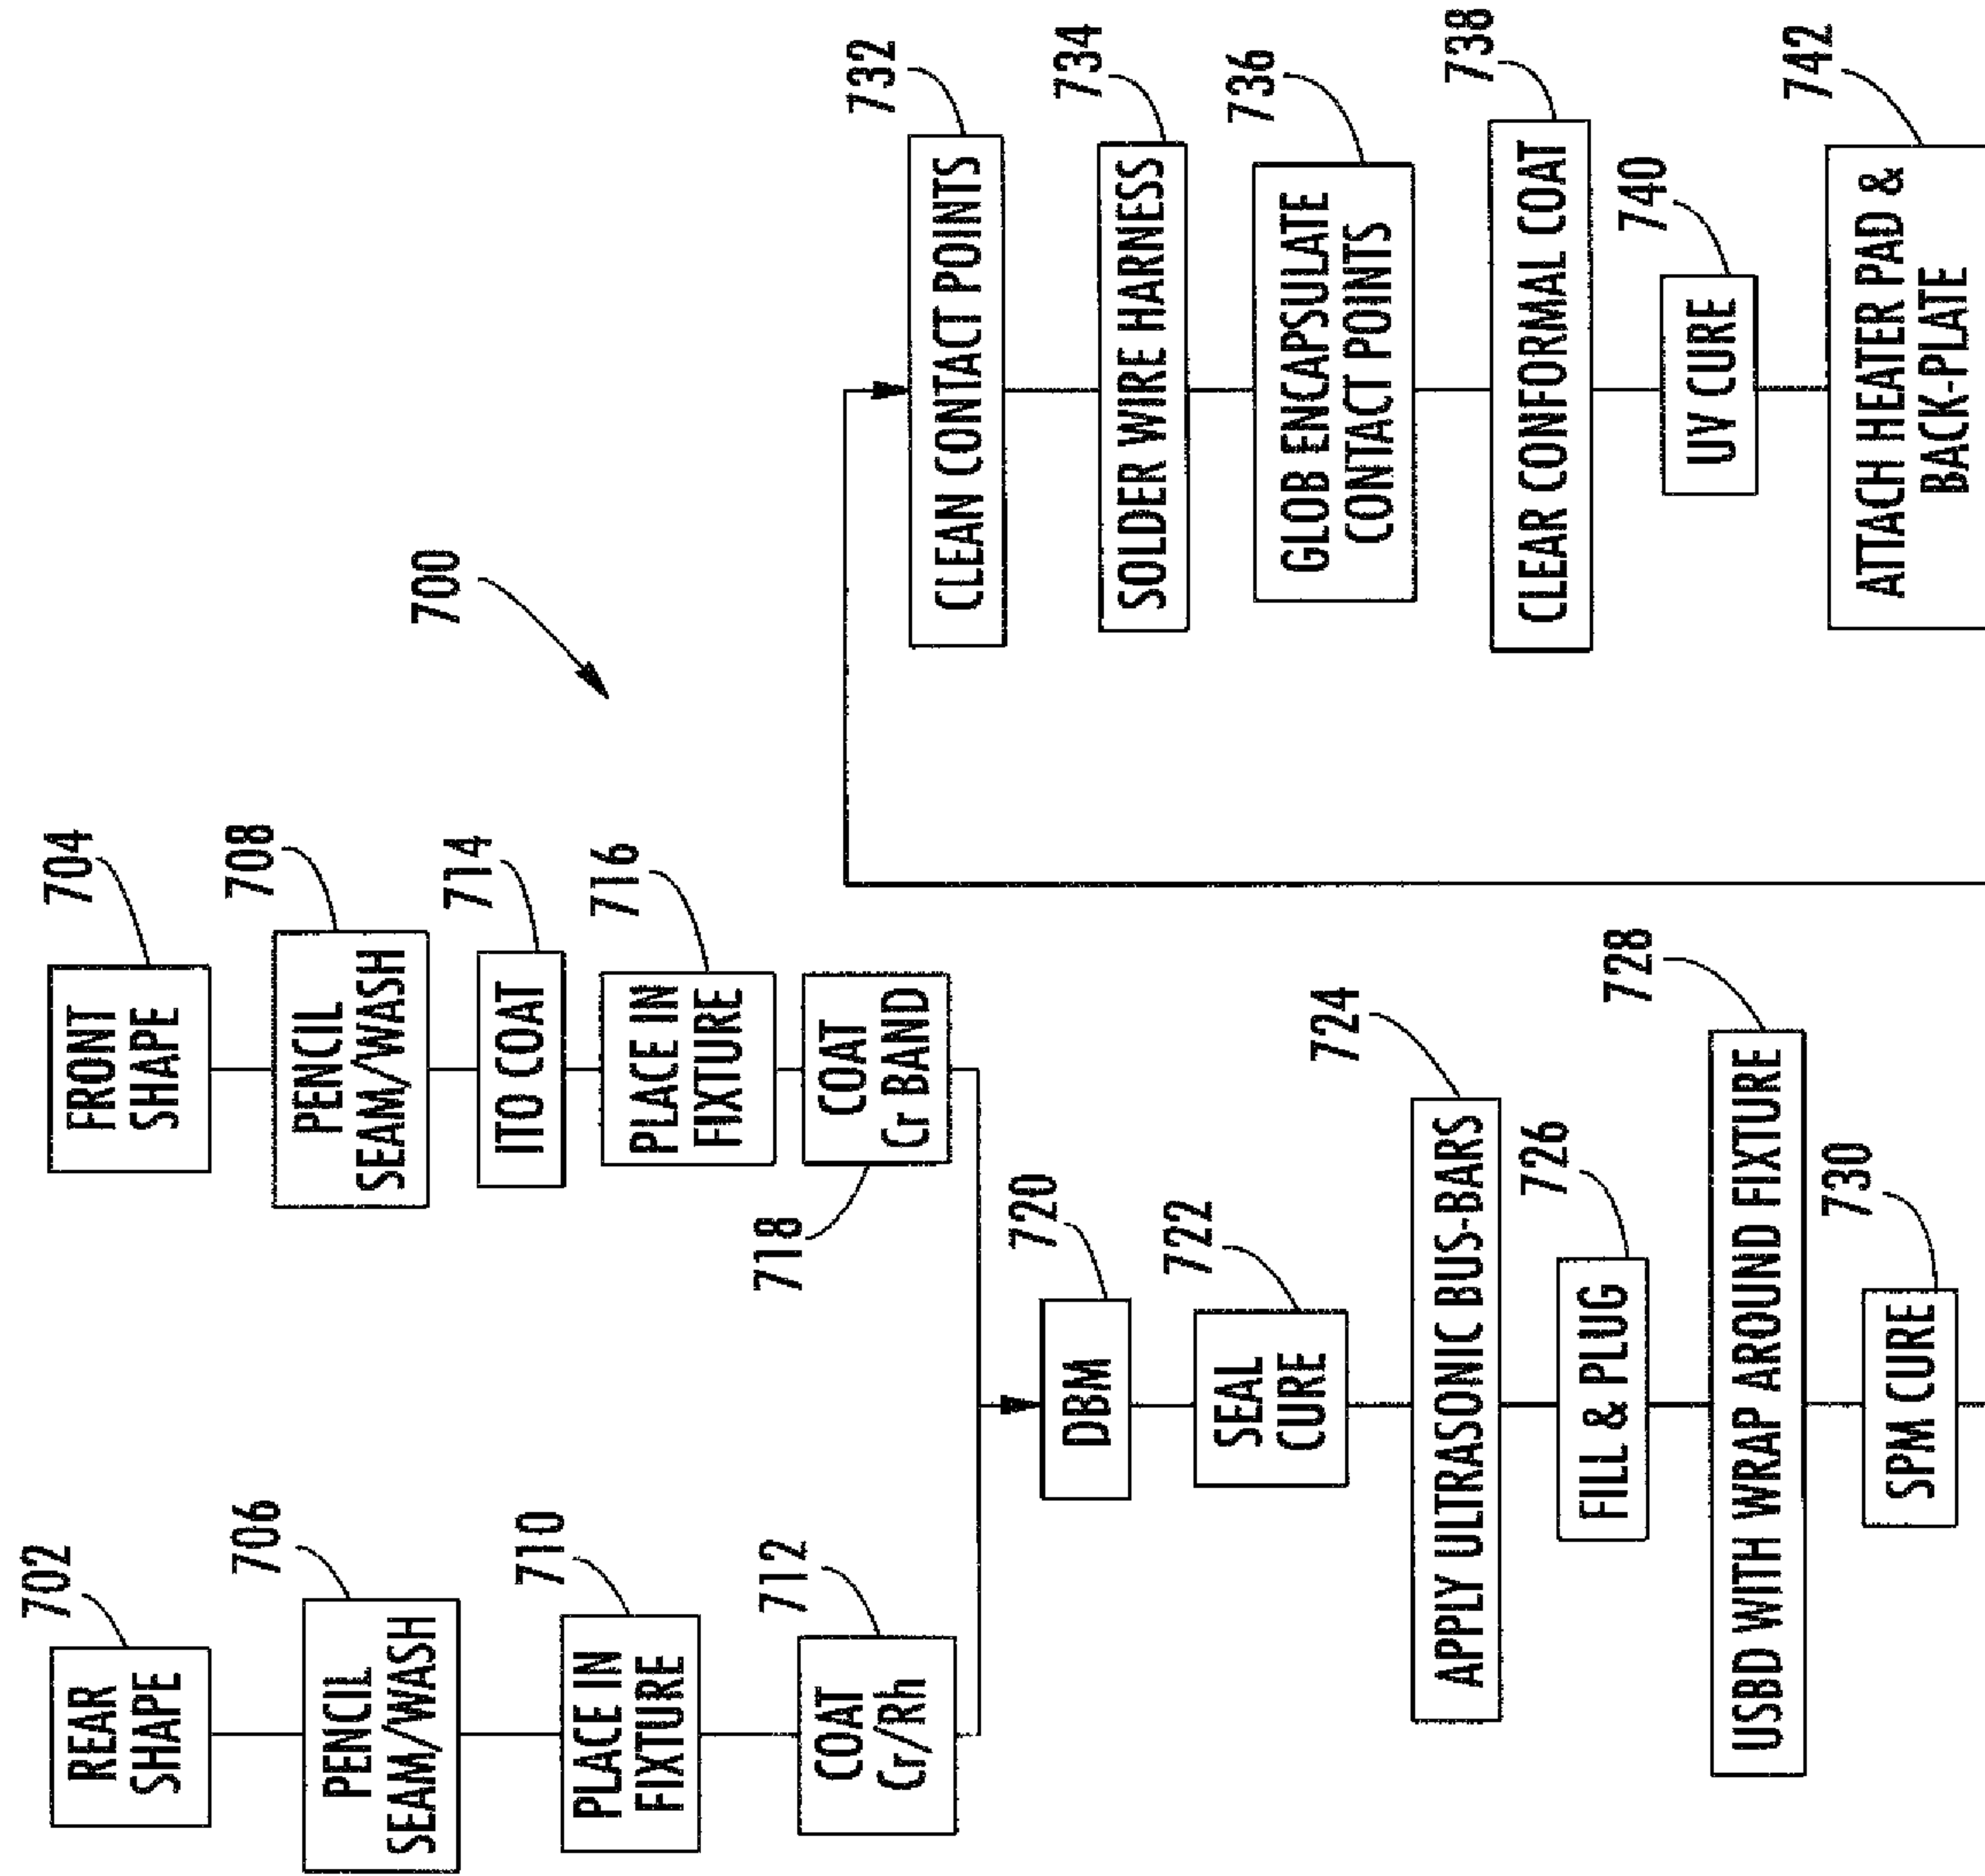 700
702
REAR
SHAPE
706
PENCIL
SEAM/WASH
710
PLACE IN
FIXTURE
712
COAT
Cr/Rh
704
FRONT
SHAPE
708
PENCIL
SEAM/WASH
714
ITO COAT
716
PLACE IN
FIXTURE
718
COAT
Cr BAND
720
DBM
722
SEAL
CURE
724
APPLY ULTRASONIC BUS-BARS
726
FILL & PLUG
728
USBD WITH WRAP AROUND FIXTURE
730
SPM CURE
732
CLEAN CONTACT POINTS
734
SOLDER WIRE HARNESS
736
GLOB ENCAPSULATE
CONTACT POINTS
738
CLEAR CONFORMAL COAT
740
UV CURE
742
ATTACH HEATER PAD &
BACK-PLATE